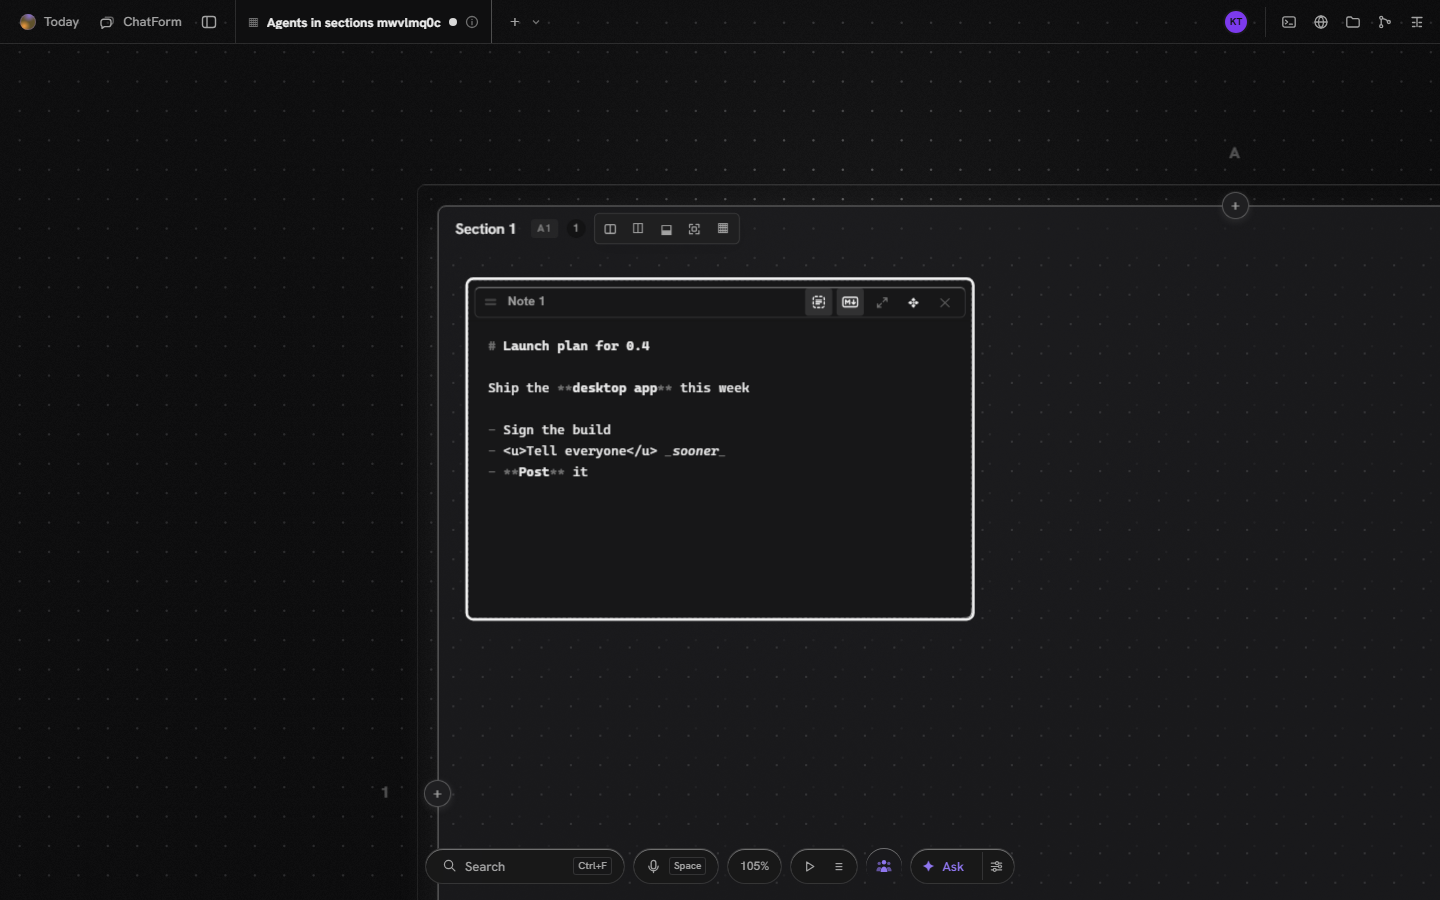 Today
ChatForm
Agents in sections mwvlmq0c
KT
A
Section 1 A1 1
Note 1
M↓
# Launch plan for 0.4
Ship the **desktop app** this week
- Sign the build
- <u>Tell everyone</u> _sooner_
- **Post** it
1
Search Ctrl+F
Space
105%
Ask